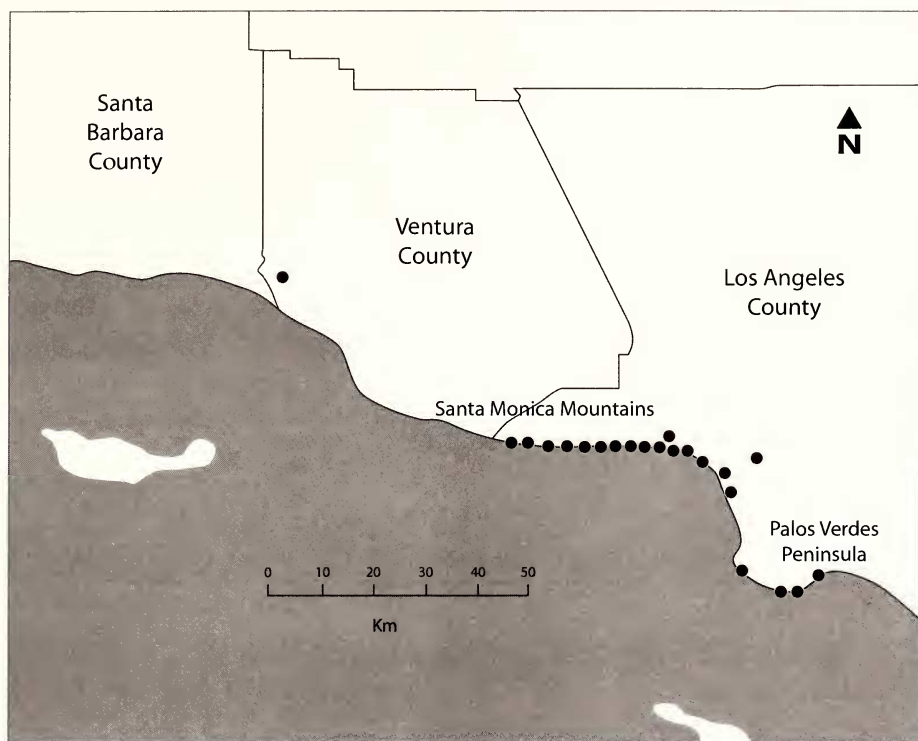 Santa
Barbara
County
N
Ventura
County
Los Angeles
County
Santa Monica Mountains
Palos Verdes
Peninsula
0 10 20 30 40 50
Km